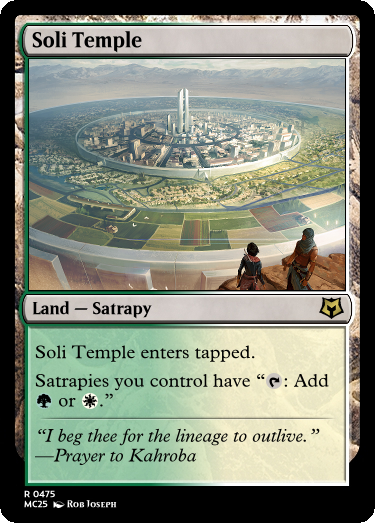 Soli Temple
Land — Satrapy
Soli Temple enters tapped.
Satrapies you control have “: Add
 or .”
“I beg thee for the lineage to outlive.”
—Prayer to Kahroba
R 0475
MC25 Rob Joseph